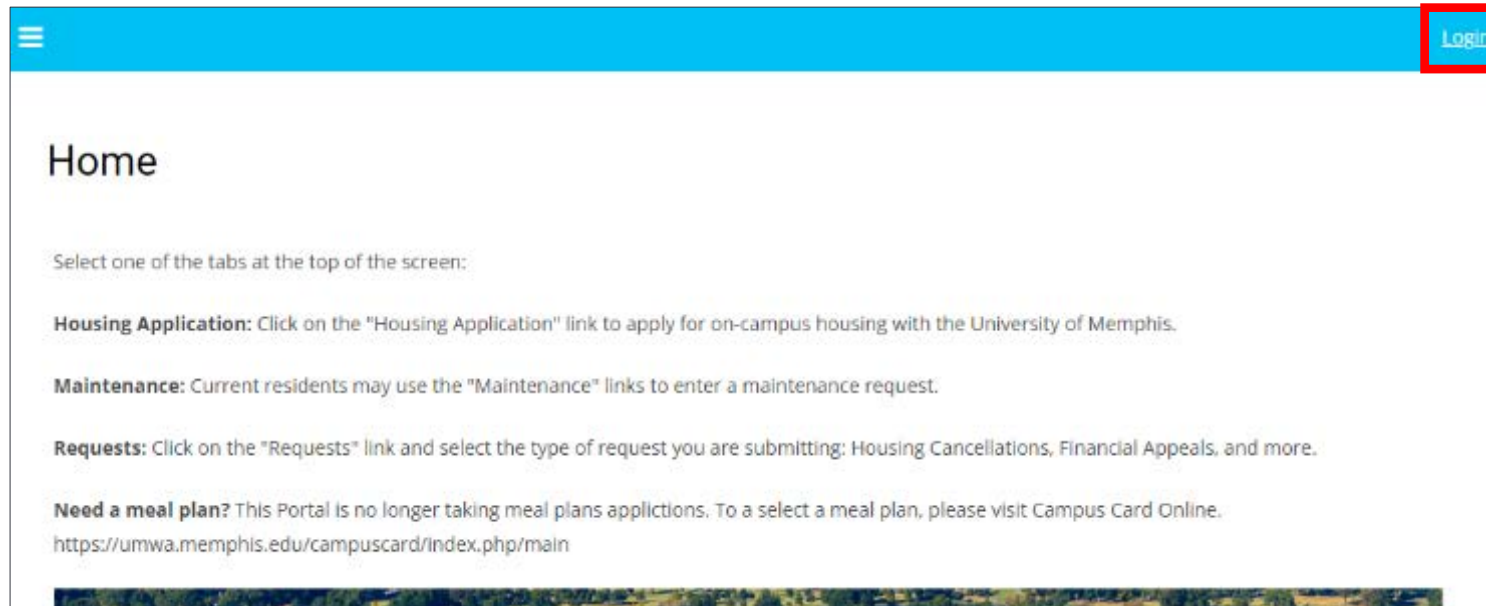 Login
Home
Select one of the tabs at the top of the screen:
Housing Application: Click on the "Housing Application" link to apply for on-campus housing with the University of Memphis.
Maintenance: Current residents may use the "Maintenance" links to enter a maintenance request.
Requests: Click on the "Requests" link and select the type of request you are submitting: Housing Cancellations, Financial Appeals, and more.
Need a meal plan? This Portal is no longer taking meal plans applictions. To a select a meal plan, please visit Campus Card Online.
https://umwa.memphis.edu/campuscard/index.php/main